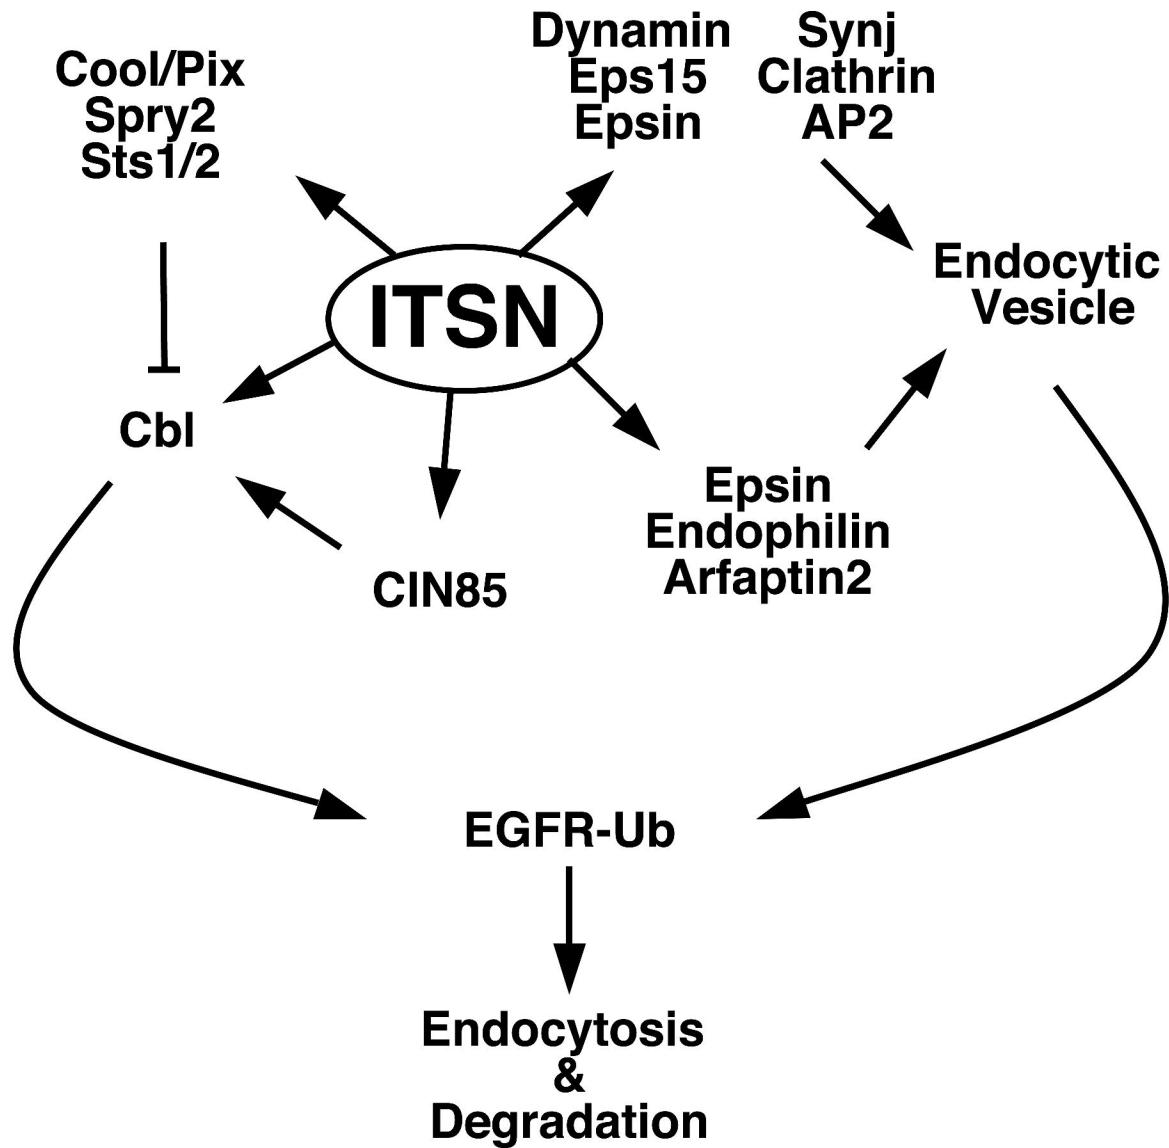 Cool/Pix
Spry2
Sts1/2
Dynamin
Eps15
Epsin
Synj
Clathrin
AP2
Endocytic
Vesicle
ITSN
Cbl
CIN85
Epsin
Endophilin
Arfaptin2
EGFR-Ub
Endocytosis
&
Degradation